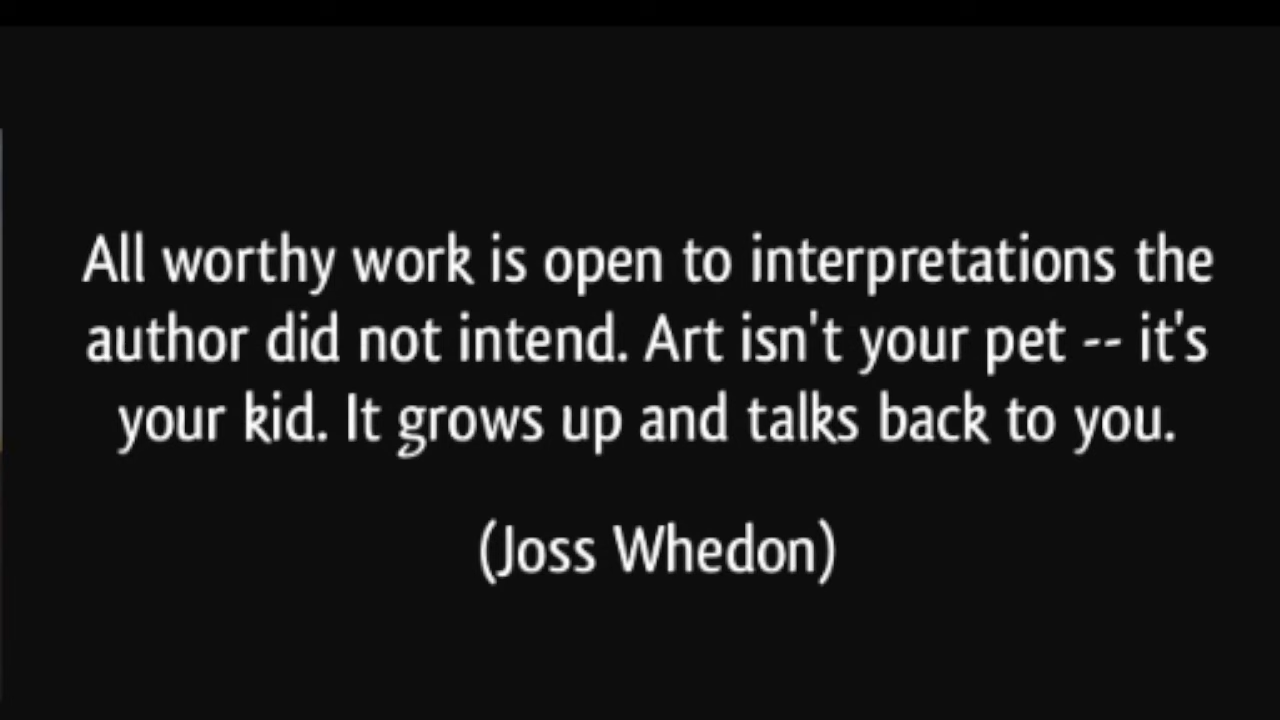 All worthy work is open to interpretations the
author did not intend. Art isn't your pet -- it's
your kid. It grows up and talks back to you.
(Joss Whedon)